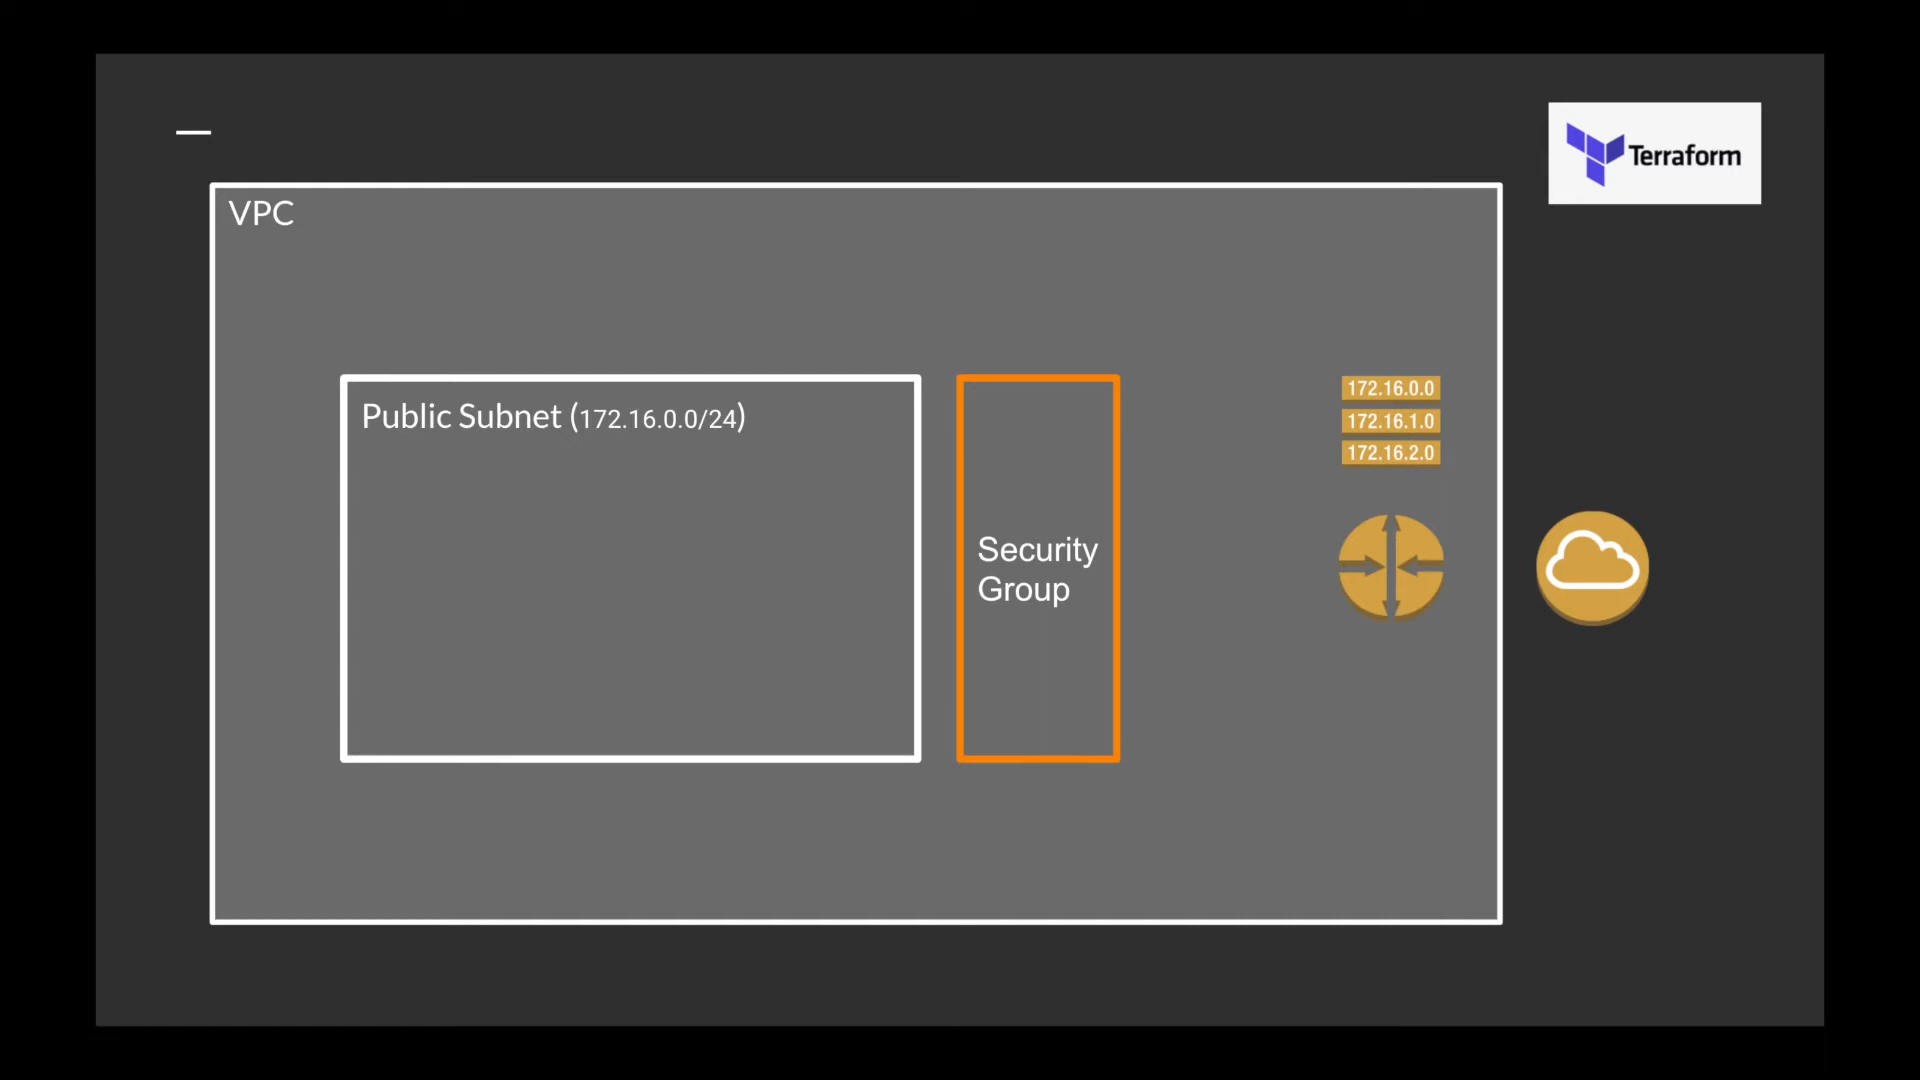 Terraform
VPC
Public Subnet (172.16.0.0/24)
172.16.0.0
172.16.1.0
172.16.2.0
Security
Group